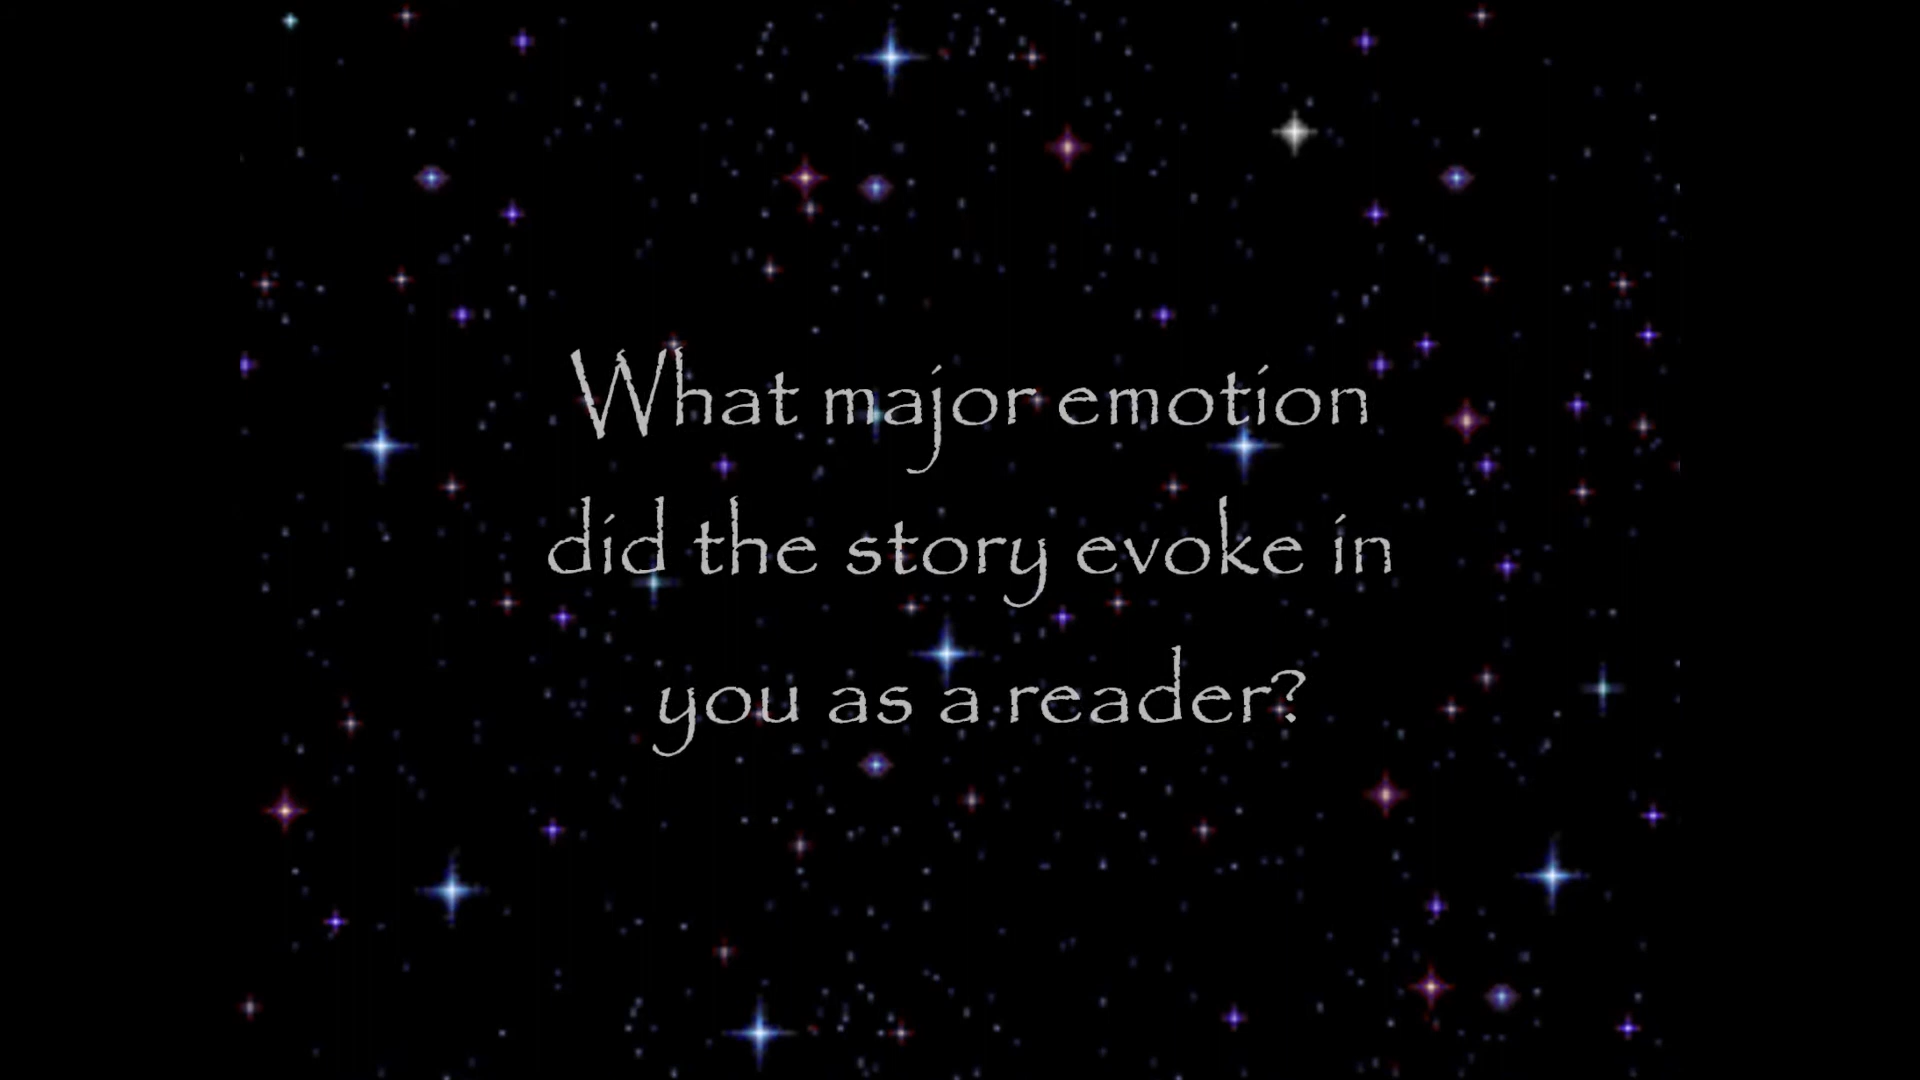 What major emotion
did the story evoke in
you as a reader?